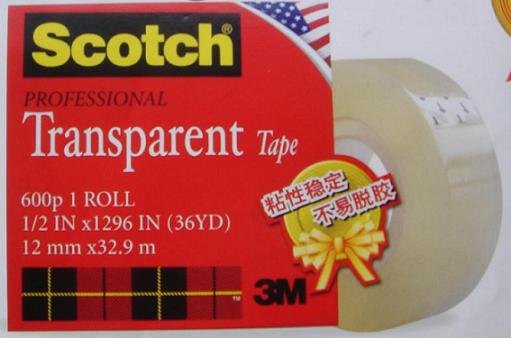 Scotch®
PROFESSIONAL
Transparent Tape
600p 1 ROLL
1/2 IN x1296 IN (36YD)
12 mm x32.9 m
粘性稳定
不易脱胶
3M
™